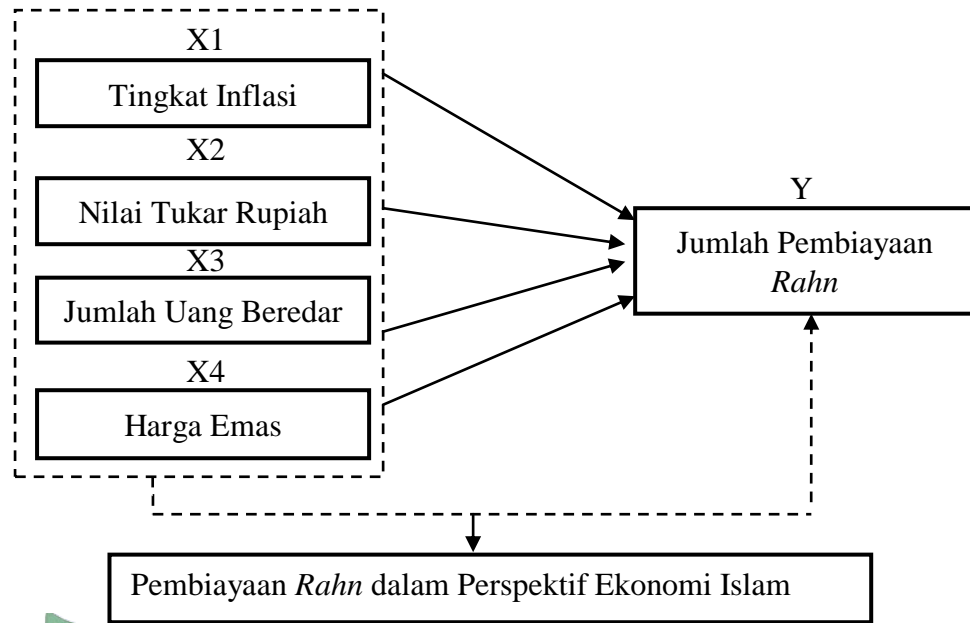 X1
Tingkat Inflasi
X2
Nilai Tukar Rupiah
X3
Jumlah Uang Beredar
X4
Harga Emas
Y
Jumlah Pembiayaan
Rahn
Pembiayaan Rahn dalam Perspektif Ekonomi Islam